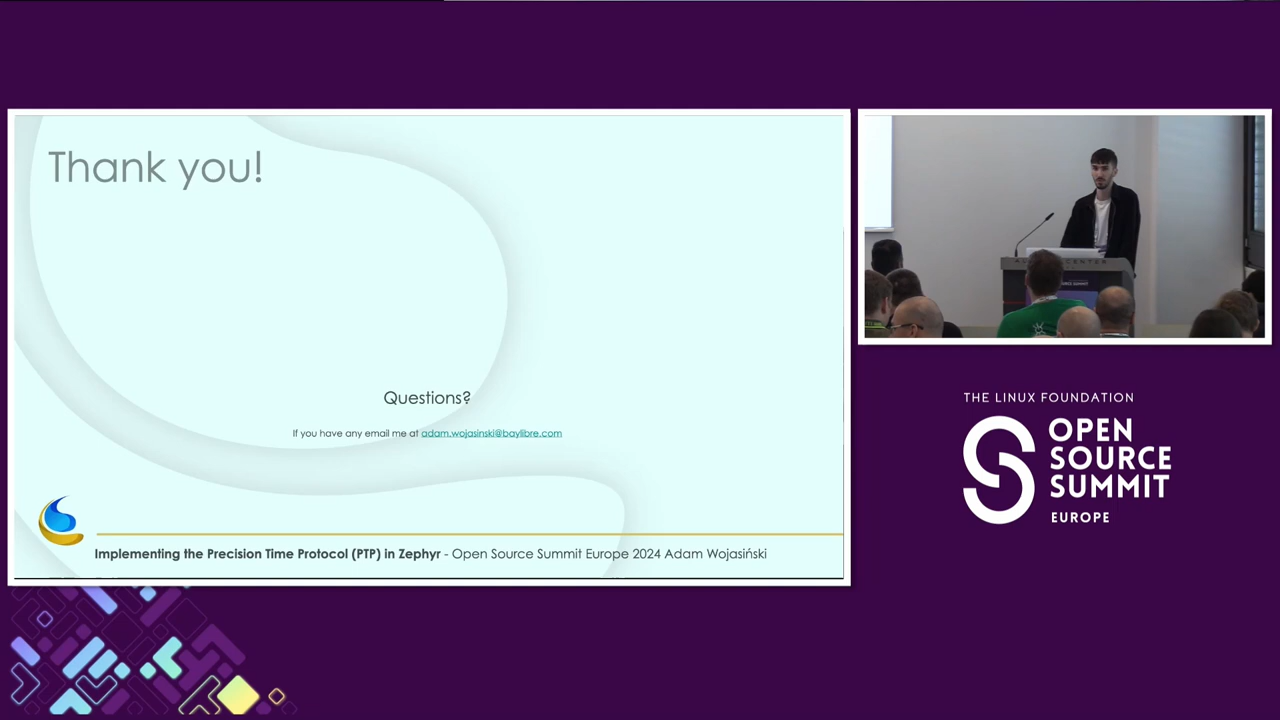 Thank you!
Questions?
If you have any email me at adam.wojasinski@baylibre.com
Implementing the Precision Time Protocol (PTP) in Zephyr - Open Source Summit Europe 2024 Adam Wojasiński
THE LINUX FOUNDATION
OPEN
SOURCE
SUMMIT
EUROPE